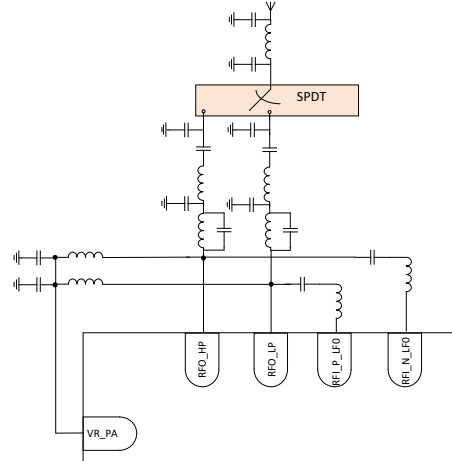 SPDT
RFO_HP
RFO_LP
RFI_P_LF0
RFI_N_LF0
VR_PA